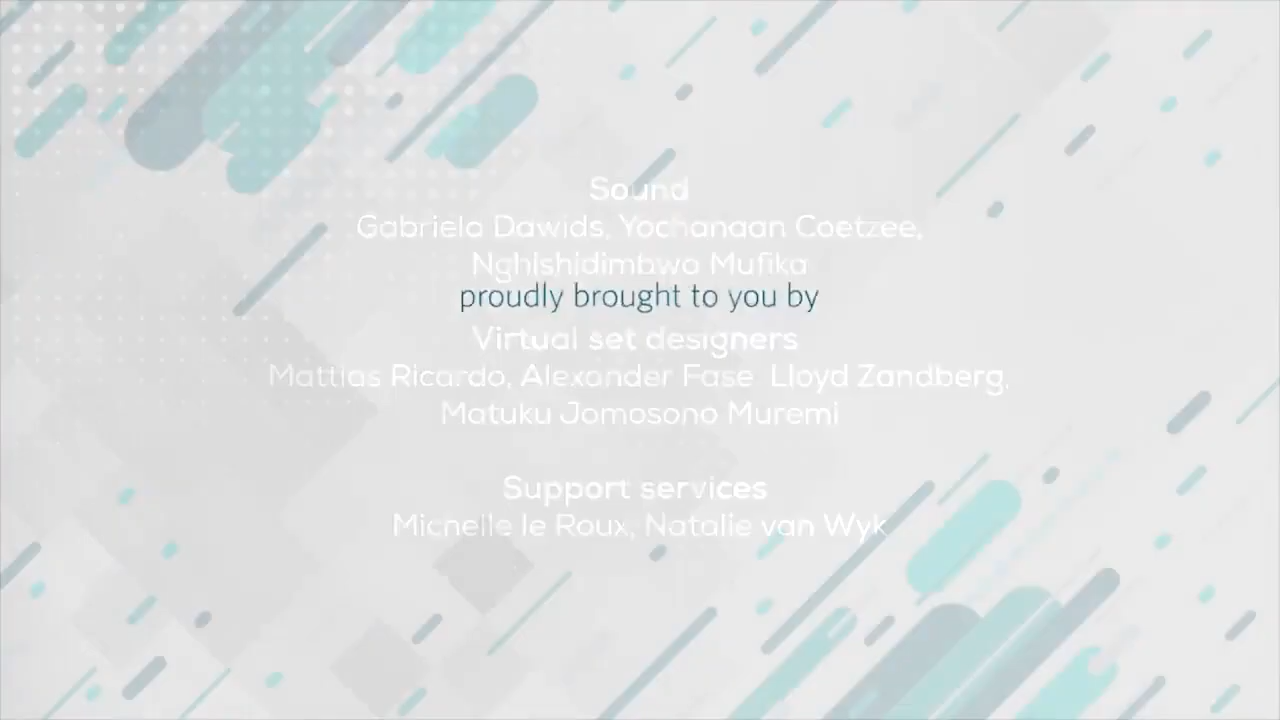 Sound
Gabriela Dawids, Yochanaan Coetzee,
Nghishidimbwa Mufika
proudly brought to you by
Virtual set designers
Mattias Ricardo, Alexander Fase Lloyd Zandberg,
Matuku Jomosono Muremi
Support services
Michelle le Roux, Natalie van Wyk